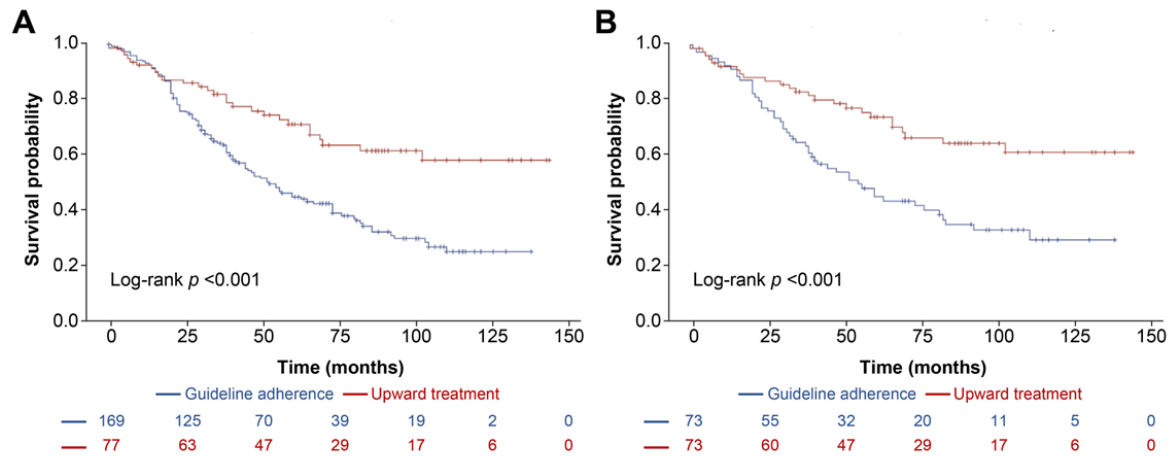 A
Survival probability
1.0
0.8
0.6
0.4
0.2
0.0
Log-rank p <0.001
0 25 50 75 100 125 150
Time (months)
Guideline adherence Upward treatment
169 125 70 39 19 2 0
77 63 47 29 17 6 0
B
Survival probability
1.0
0.8
0.6
0.4
0.2
0.0
Log-rank p <0.001
0 25 50 75 100 125 150
Time (months)
Guideline adherence Upward treatment
73 55 32 20 11 5 0
73 60 47 29 17 6 0